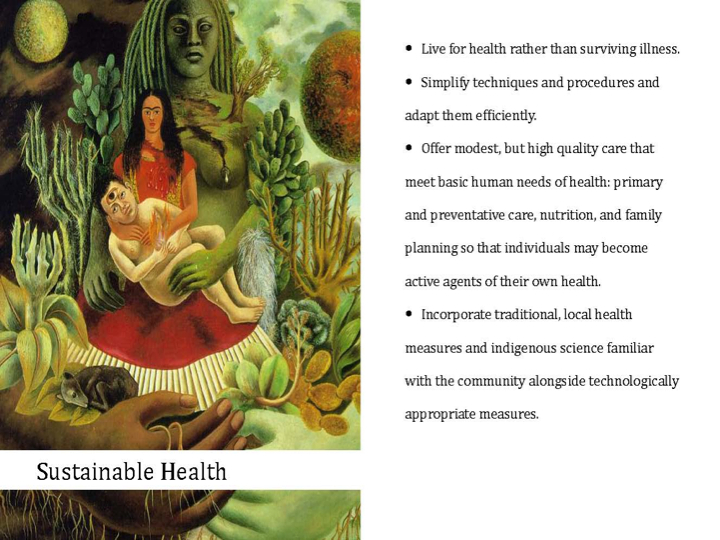 • Live for health rather than surviving illness.
• Simplify techniques and procedures and
adapt them efficiently.
• Offer modest, but high quality care that
meet basic human needs of health: primary
and preventative care, nutrition, and family
planning so that individuals may become
active agents of their own health.
• Incorporate traditional, local health
measures and indigenous science familiar
with the community alongside technologically
appropriate measures.
Sustainable Health